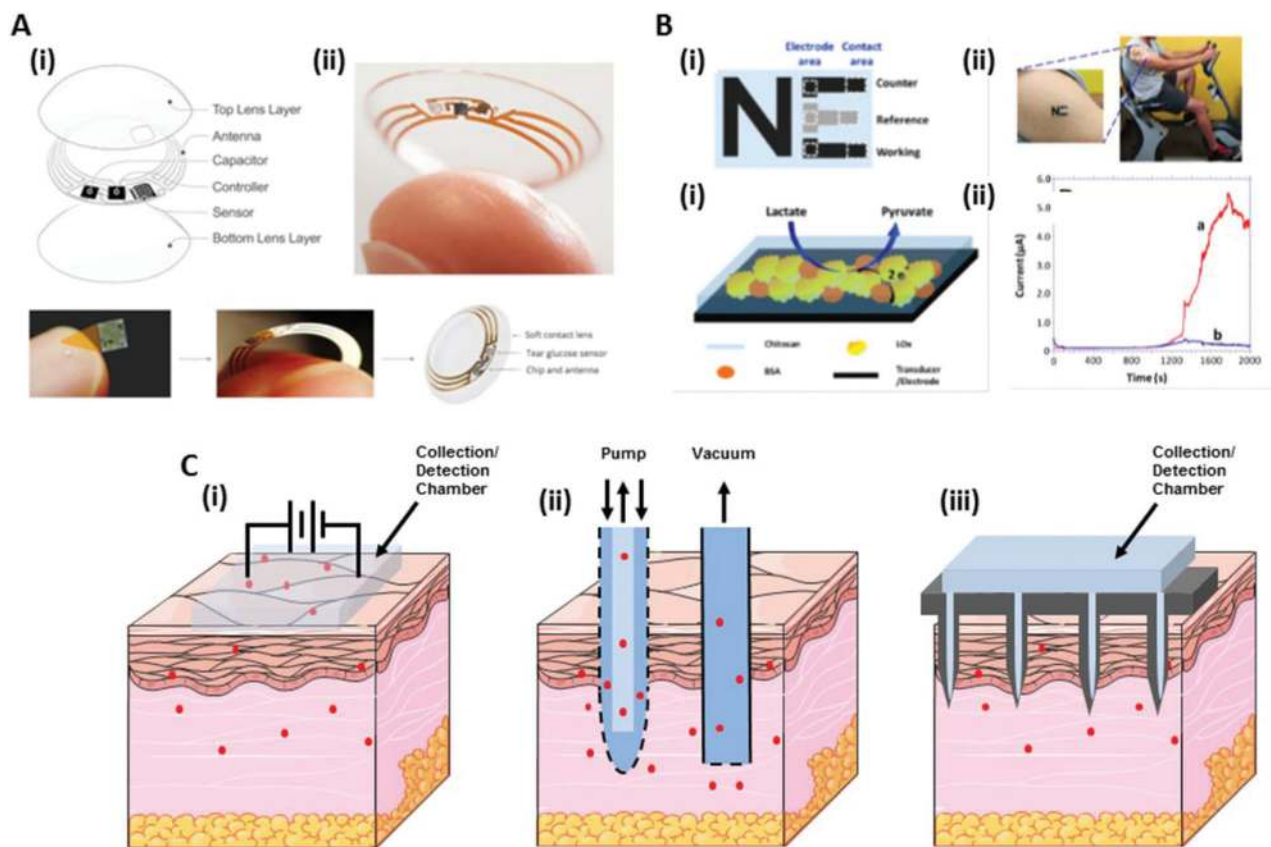 A
(i)
Top Lens Layer
Antenna
Capacitor
Controller
Sensor
Bottom Lens Layer
(ii)
Soft contact lens
Tear glucose sensor
Chip and antenna
B
(i)
Electrode area
Contact area
N
Counter
Reference
Working
(ii)
N
(i)
Lactate
Pyruvate
2 e
Chitosan
LOx
BSA
Transducer
/Electrode
(ii)
6.0
5.0
4.0
3.0
2.0
1.0
0
Current (µA)
a
b
0
400
800
1200
1600
2000
Time (s)
C
(i)
Collection/
Detection
Chamber
(ii)
Pump
Vacuum
(iii)
Collection/
Detection
Chamber